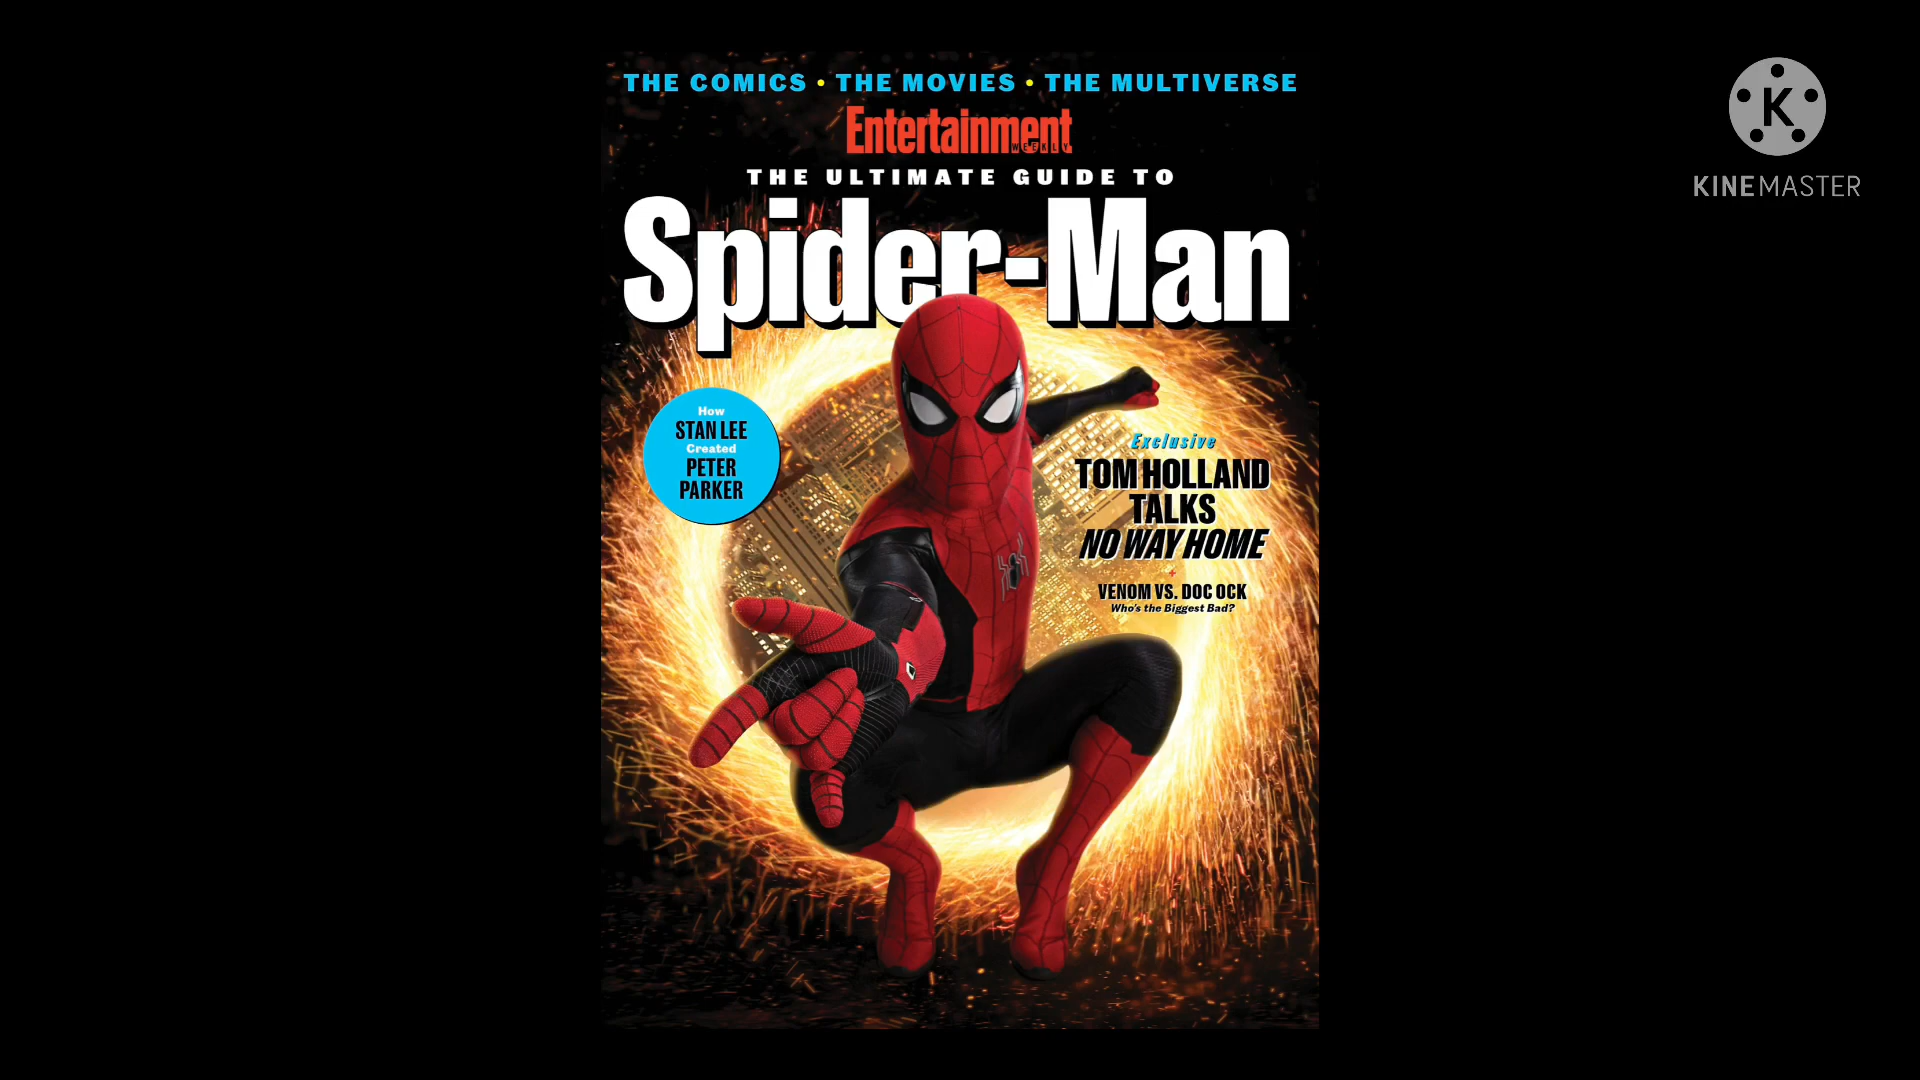 THE COMICS • THE MOVIES • THE MULTIVERSE
Entertainment
WEEKLY
THE ULTIMATE GUIDE TO
Spider-Man
How
STAN LEE
Created
PETER
PARKER
Exclusive
TOM HOLLAND
TALKS
NO WAY HOME
+
VENOM VS. DOC OCK
Who's the Biggest Bad?
K
KINEMASTER